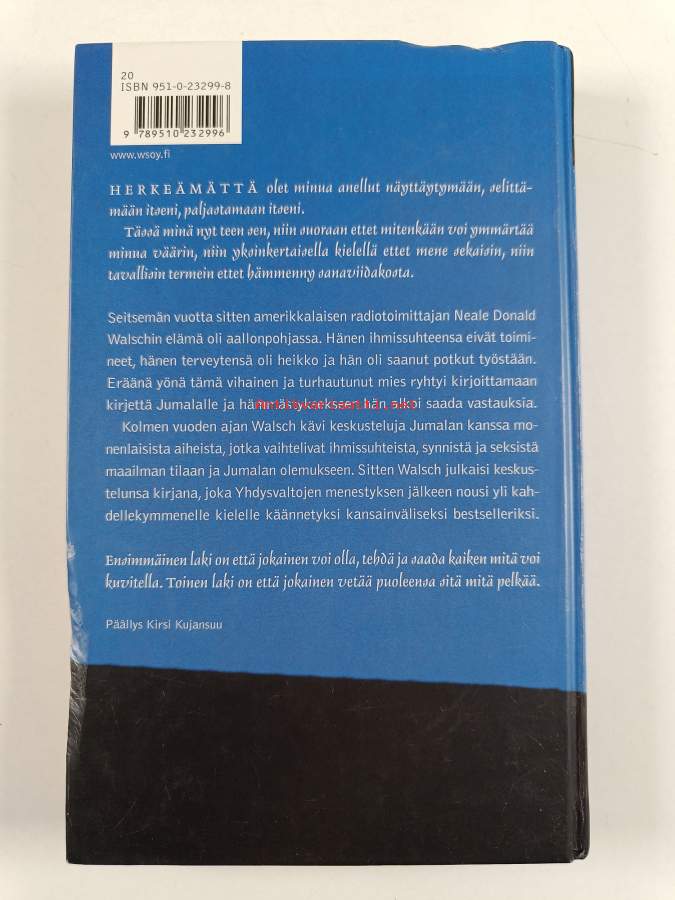 20
ISBN 951-0-23299-8
9 789510 232996
www.wsoy.fi
HERKEÄMÄTTÄ olet minua anellut näyttäytymään, selittä-
mään itseni, paljastamaan itseni.
Tässä minä nyt teen sen, niin suoraan ettet mitenkään voi ymmärtää
minua väärin, niin yksinkertaisella kielellä ettet mene sekaisin, niin
tavallisin termein ettet hämmenny sanaviidakosta.
Seitsemän vuotta sitten amerikkalaisen radiotoimittajan Neale Donald
Walschin elämä oli aallonpohjassa. Hänen ihmissuhteensa eivät toimi-
neet, hänen terveytensä oli heikko ja hän oli saanut potkut työstään.
Eräänä yönä tämä vihainen ja turhautunut mies ryhtyi kirjoittamaan
kirjettä Jumalalle ja hämmästyksekseen hän alkoi saada vastauksia.
Kolmen vuoden ajan Walsch kävi keskusteluja Jumalan kanssa mo-
nenlaisista aiheista, jotka vaihtelivat ihmissuhteista, synnistä ja seksistä
maailman tilaan ja Jumalan olemukseen. Sitten Walsch julkaisi keskus-
telunsa kirjana, joka Yhdysvaltojen menestyksen jälkeen nousi yli kah-
dellekymmenelle kielelle käännetyksi kansainväliseksi bestselleriksi.
Ensimmäinen laki on että jokainen voi olla, tehdä ja saada kaiken mitä voi
kuvitella. Toinen laki on että jokainen vetää puoleensa sitä mitä pelkää.
Päällys Kirsi Kujansuu